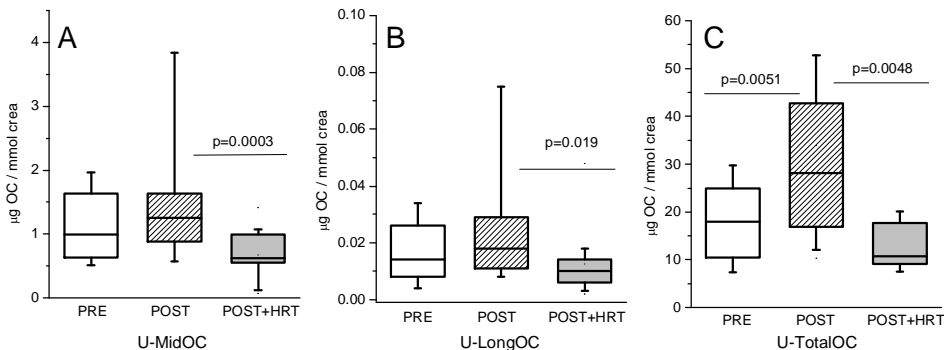 A
μg OC / mmol crea
4
3
2
1
0
p=0.0003
PRE POST POST+HRT
U-MidOC
B
μg OC / mmol crea
0.10
0.08
0.06
0.04
0.02
0.00
p=0.019
PRE POST POST+HRT
U-LongOC
C
μg OC / mmol crea
60
50
40
30
20
10
0
p=0.0051 p=0.0048
PRE POST POST+HRT
U-TotalOC